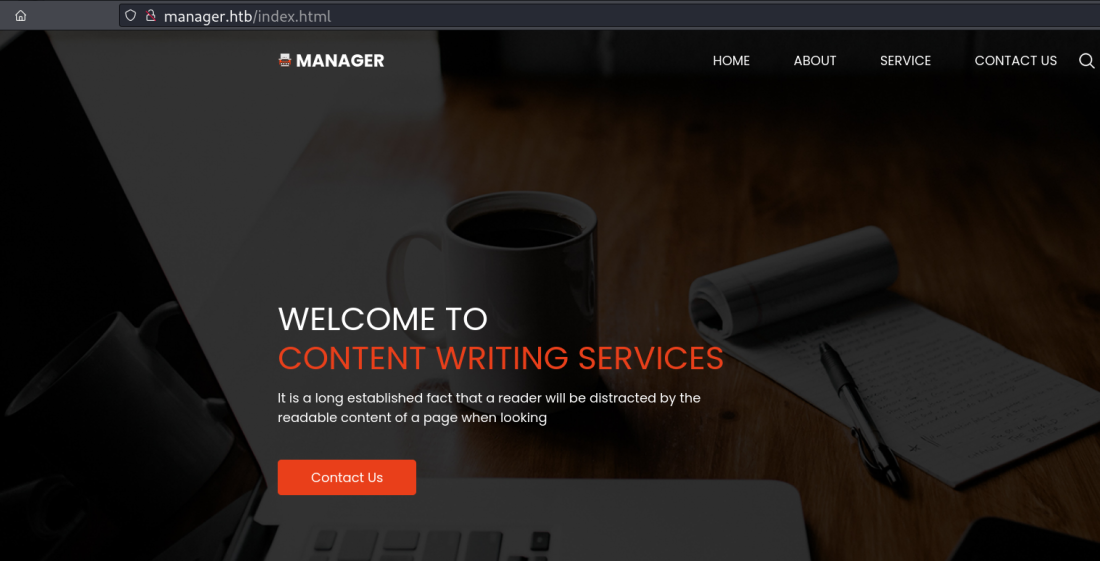 manager.htb/index.html
MANAGER
HOME ABOUT SERVICE CONTACT US
WELCOME TO
CONTENT WRITING SERVICES
It is a long established fact that a reader will be distracted by the
readable content of a page when looking
Contact Us